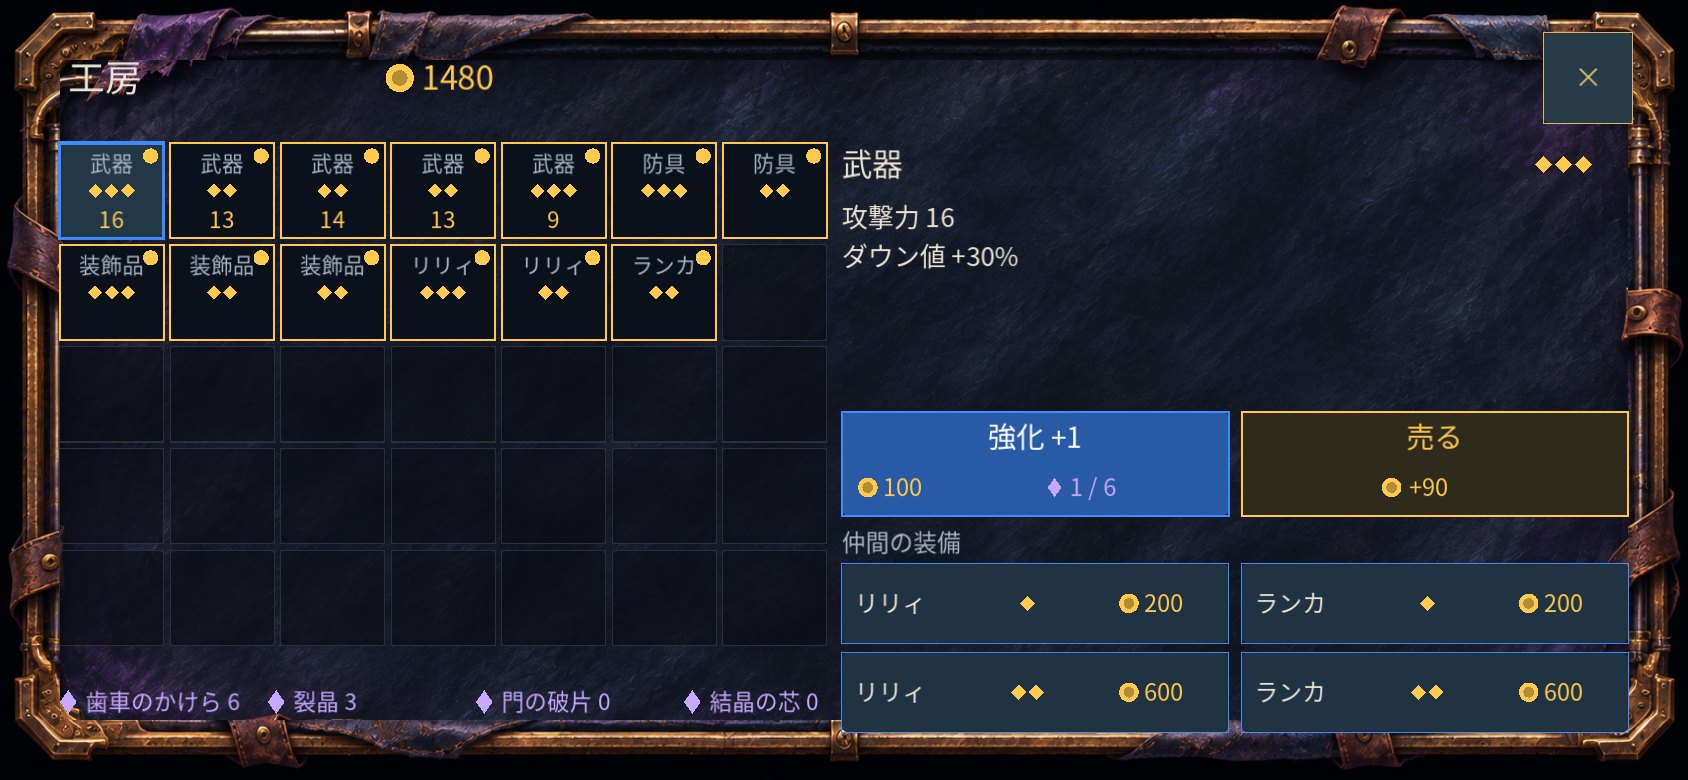 工房 1480
×
武器 武器 武器 武器 武器 防具 防具
16 13 14 13 9
装飾品 装飾品 装飾品 リリィ リリィ ランカ
武器
攻撃力 16
ダウン値 +30%
強化 +1
100 1 / 6
売る
+90
仲間の装備
リリィ 200
ランカ 200
リリィ 600
ランカ 600
歯車のかけら 6 裂晶 3 門の破片 0 結晶の芯 0